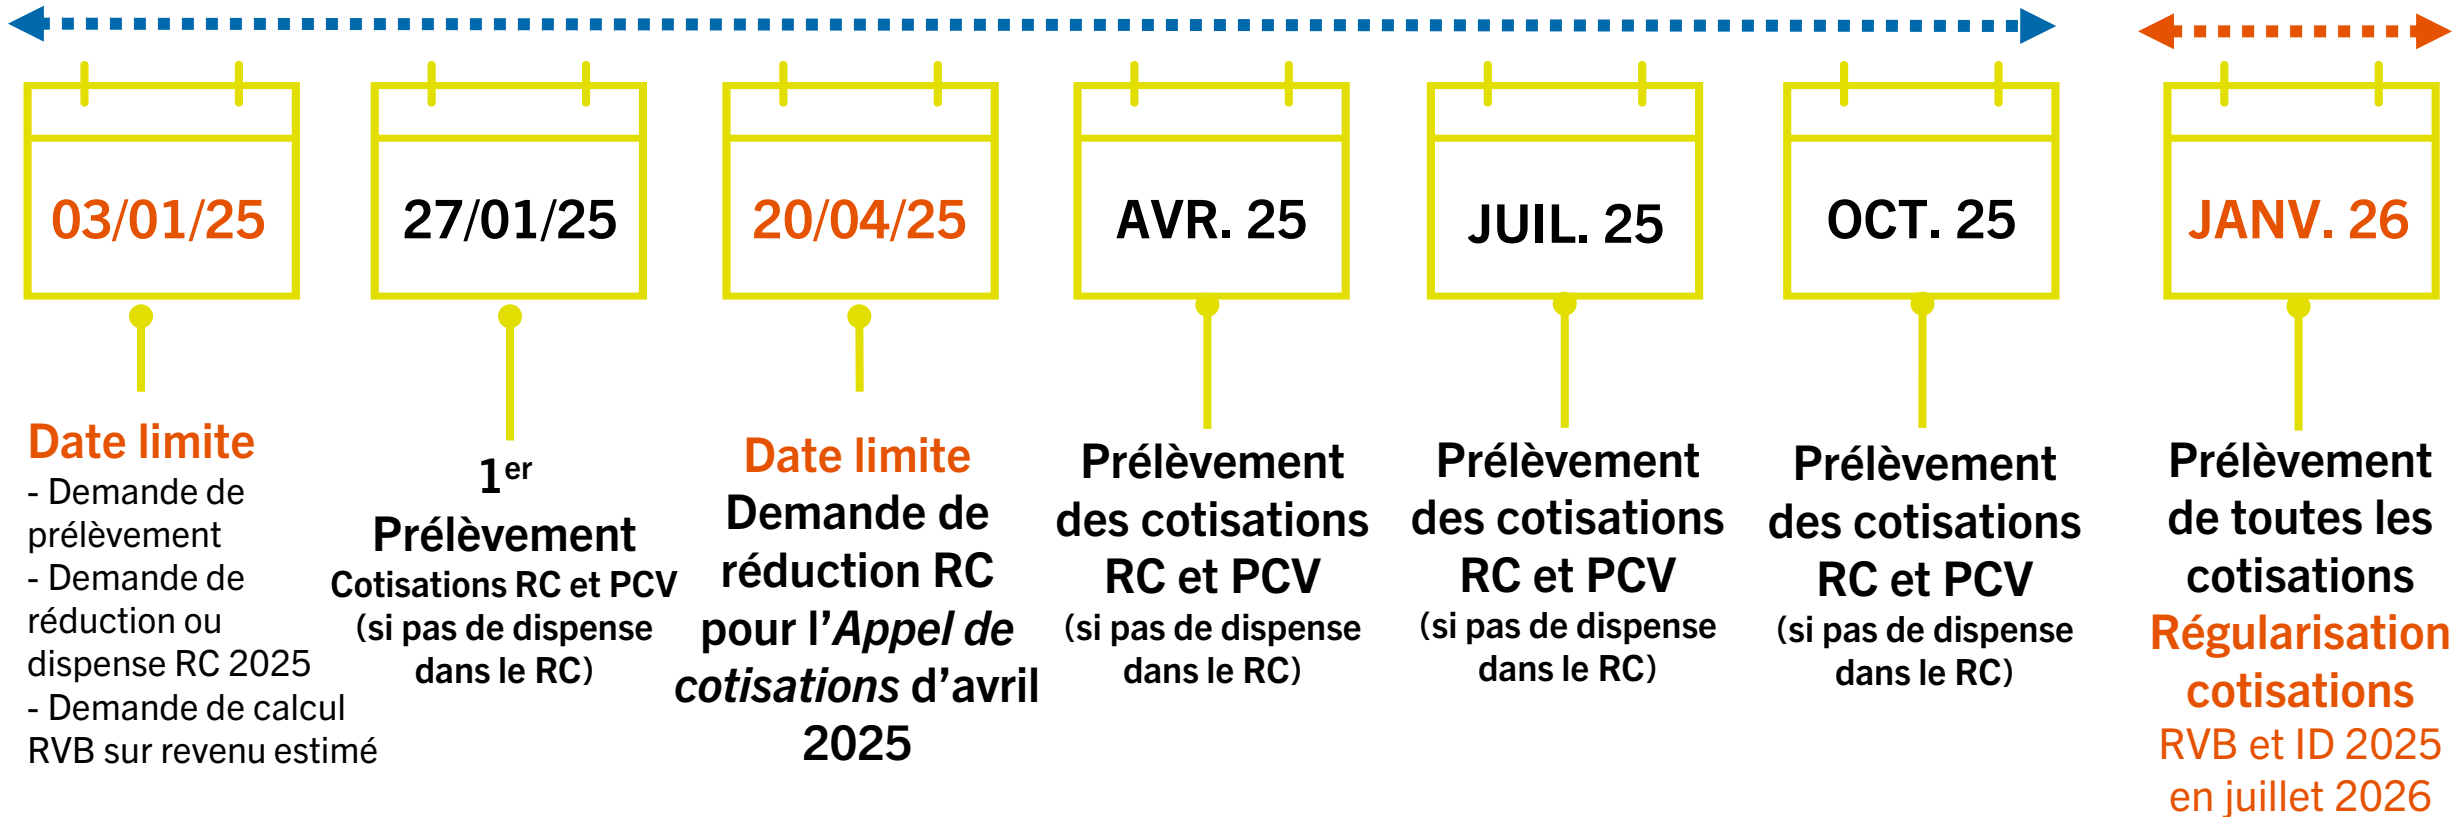 03/01/25
Date limite
- Demande de
prélèvement
- Demande de
réduction ou
dispense RC 2025
- Demande de calcul
RVB sur revenu estimé
27/01/25
1er
Prélèvement
Cotisations RC et PCV
(si pas de dispense
dans le RC)
20/04/25
Date limite
Demande de
réduction RC
pour l’Appel de
cotisations d’avril
2025
AVR. 25
Prélèvement
des cotisations
RC et PCV
(si pas de dispense
dans le RC)
JUIL. 25
Prélèvement
des cotisations
RC et PCV
(si pas de dispense
dans le RC)
OCT. 25
Prélèvement
des cotisations
RC et PCV
(si pas de dispense
dans le RC)
JANV. 26
Prélèvement
de toutes les
cotisations
Régularisation
cotisations
RVB et ID 2025
en juillet 2026